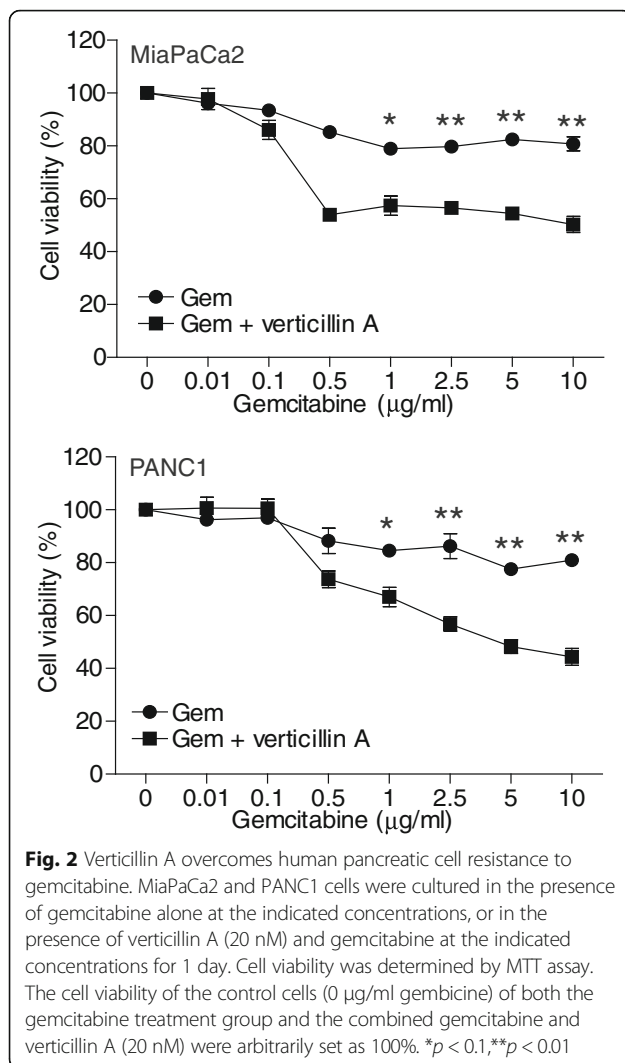 120
MiaPaCa2
100
* ** ** **
80
60
40
20
0
Cell viability (%)
Gem
Gem + verticillin A
0 0.01 0.1 0.5 1 2.5 5 10
Gemcitabine (μg/ml)
120
PANC1
100
* ** ** **
80
60
40
20
0
Cell viability (%)
Gem
Gem + verticillin A
0 0.01 0.1 0.5 1 2.5 5 10
Gemcitabine (μg/ml)
Fig. 2 Verticillin A overcomes human pancreatic cell resistance to
gemcitabine. MiaPaCa2 and PANC1 cells were cultured in the presence
of gemcitabine alone at the indicated concentrations, or in the
presence of verticillin A (20 nM) and gemcitabine at the indicated
concentrations for 1 day. Cell viability was determined by MTT assay.
The cell viability of the control cells (0 μg/ml gembicine) of both the
gemcitabine treatment group and the combined gemcitabine and
verticillin A (20 nM) were arbitrarily set as 100%. *p < 0.1,**p < 0.01